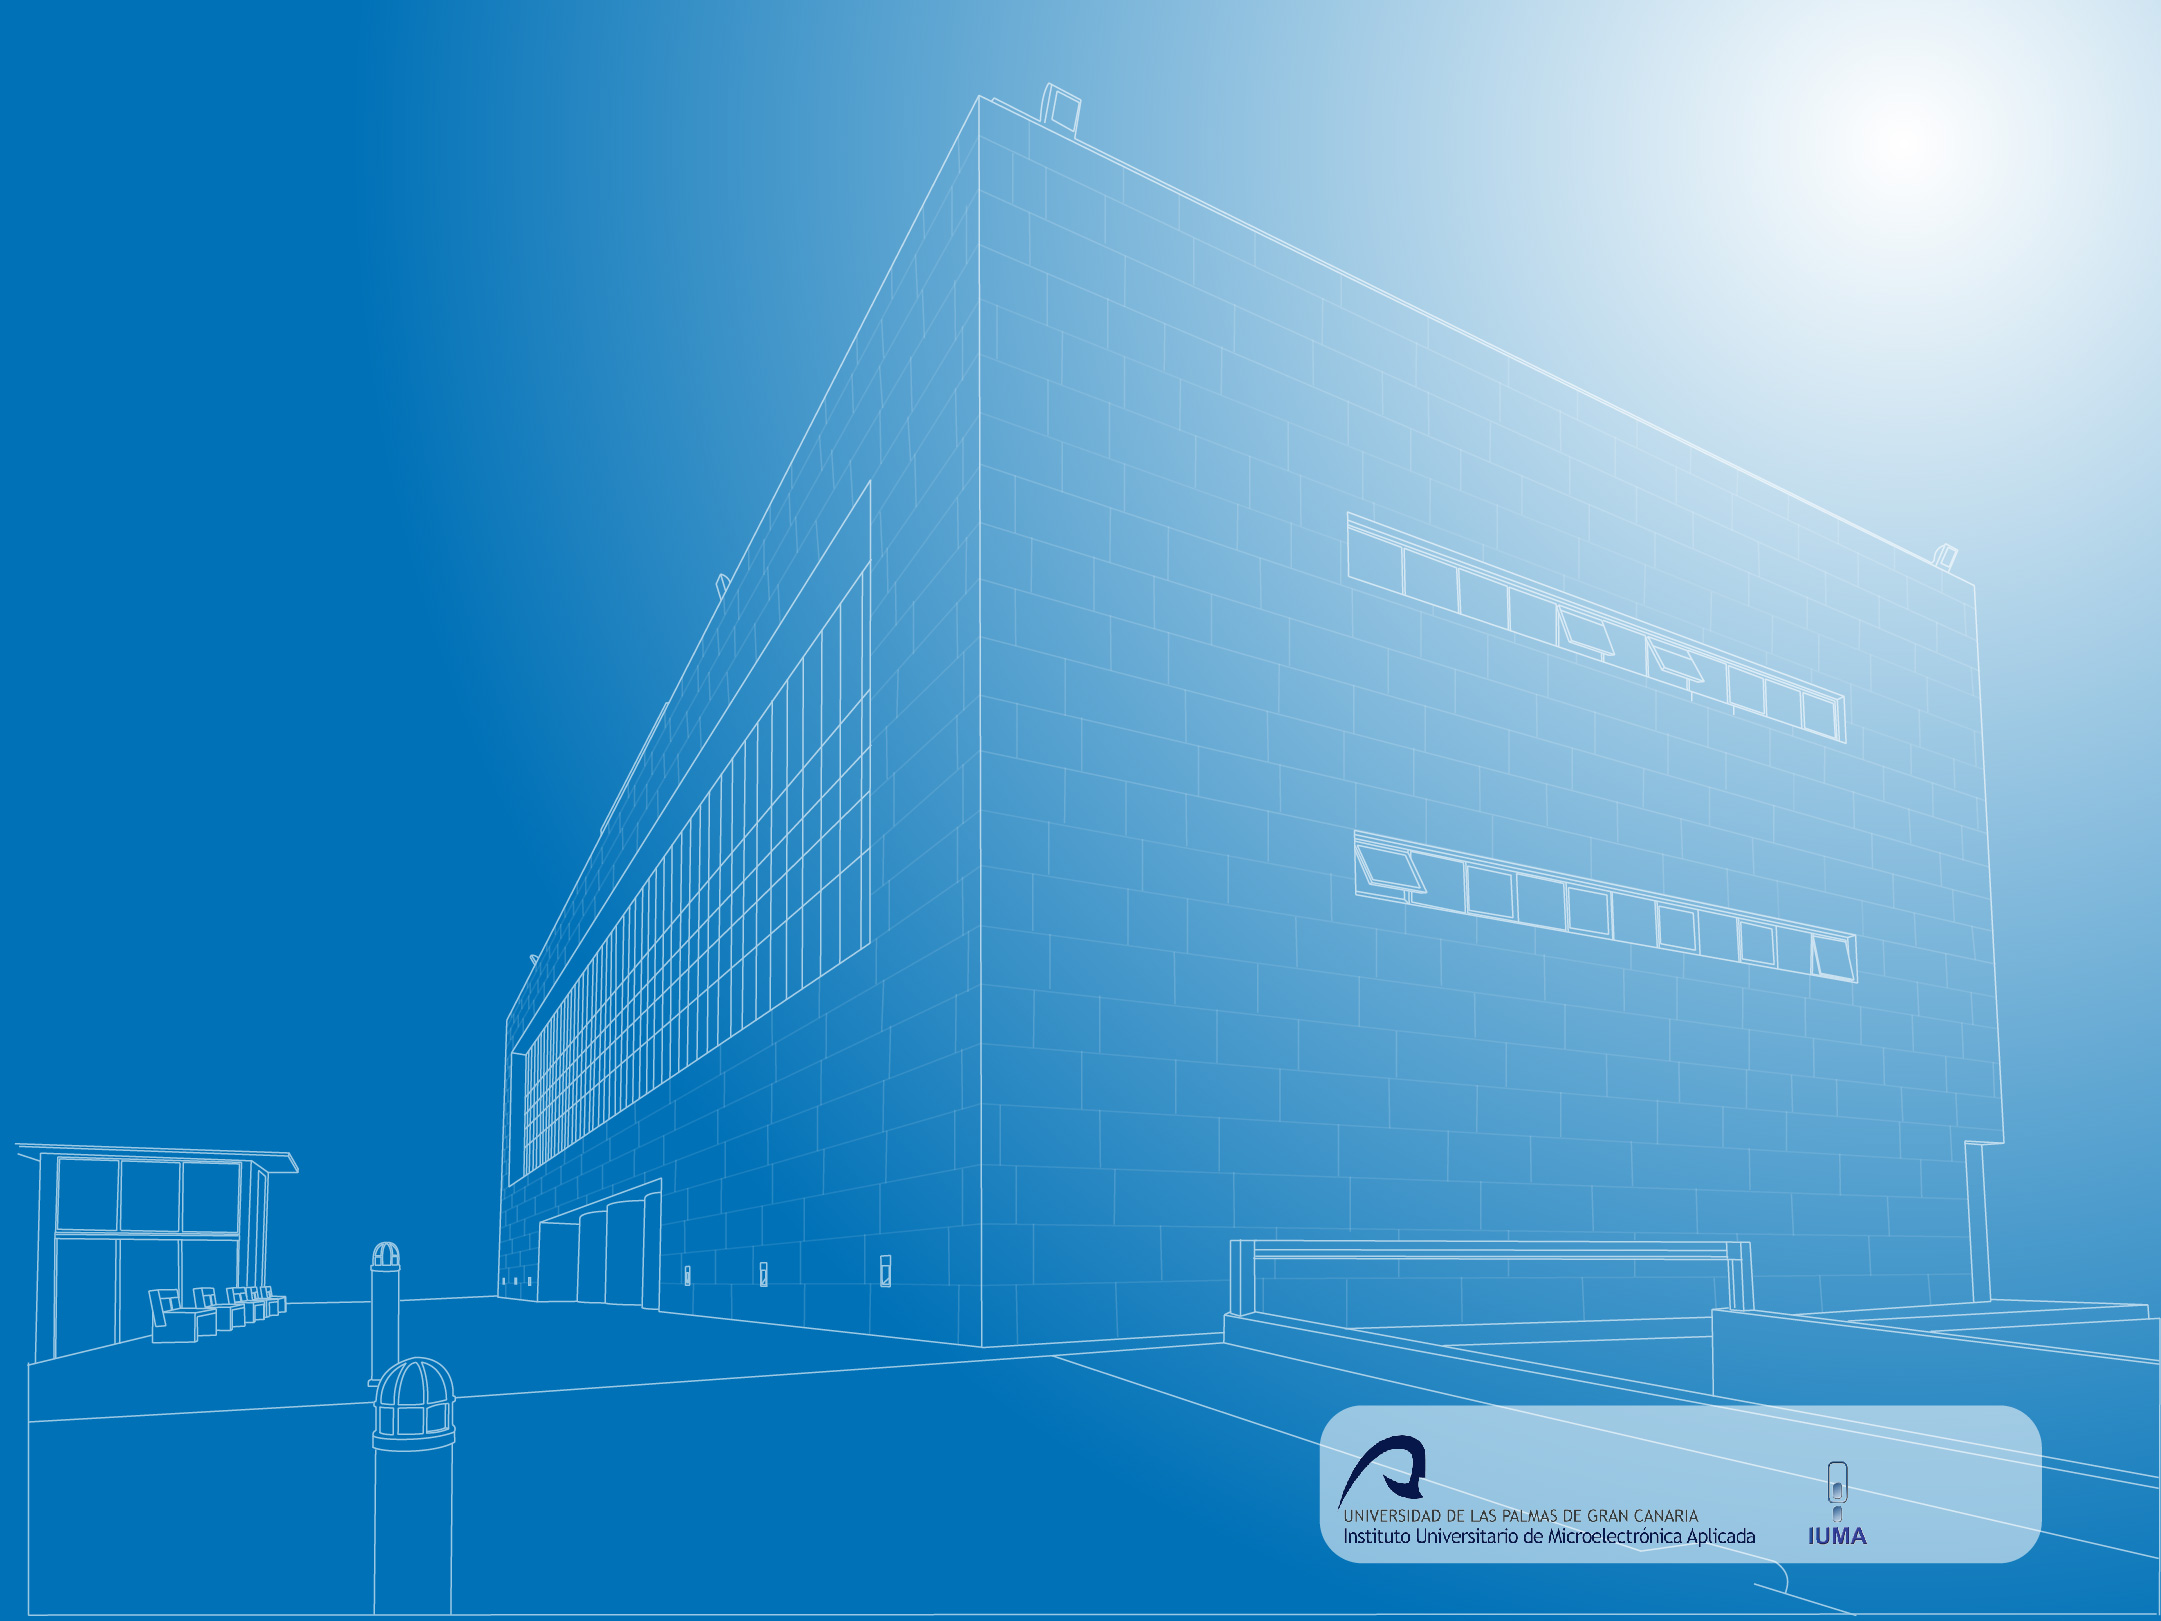 UNIVERSIDAD DE LAS PALMAS DE GRAN CANARIA
Instituto Universitario de Microelectrónica Aplicada
IUMA